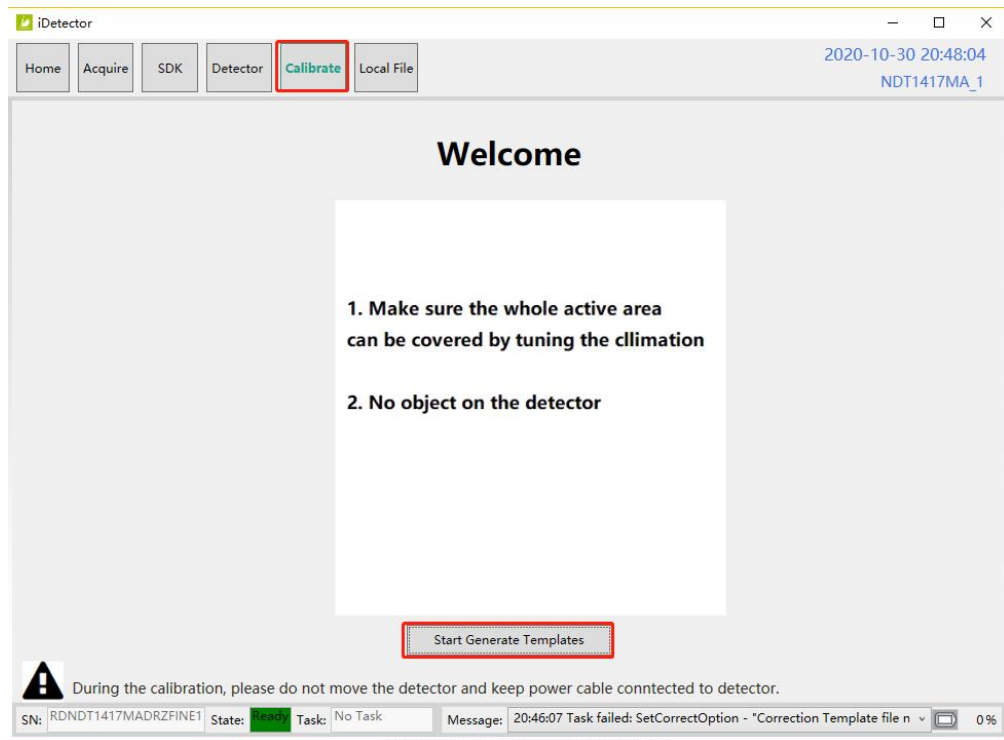 iDetector
Home Acquire SDK Detector Calibrate Local File
2020-10-30 20:48:04
NDT1417MA_1
Welcome
1. Make sure the whole active area
can be covered by tuning the cllimation
2. No object on the detector
Start Generate Templates
During the calibration, please do not move the detector and keep power cable conntected to detector.
SN: RDNDT1417MADRZFINE1 State: Ready Task: No Task Message: 20:46:07 Task failed: SetCorrectOption - "Correction Template file n 0%